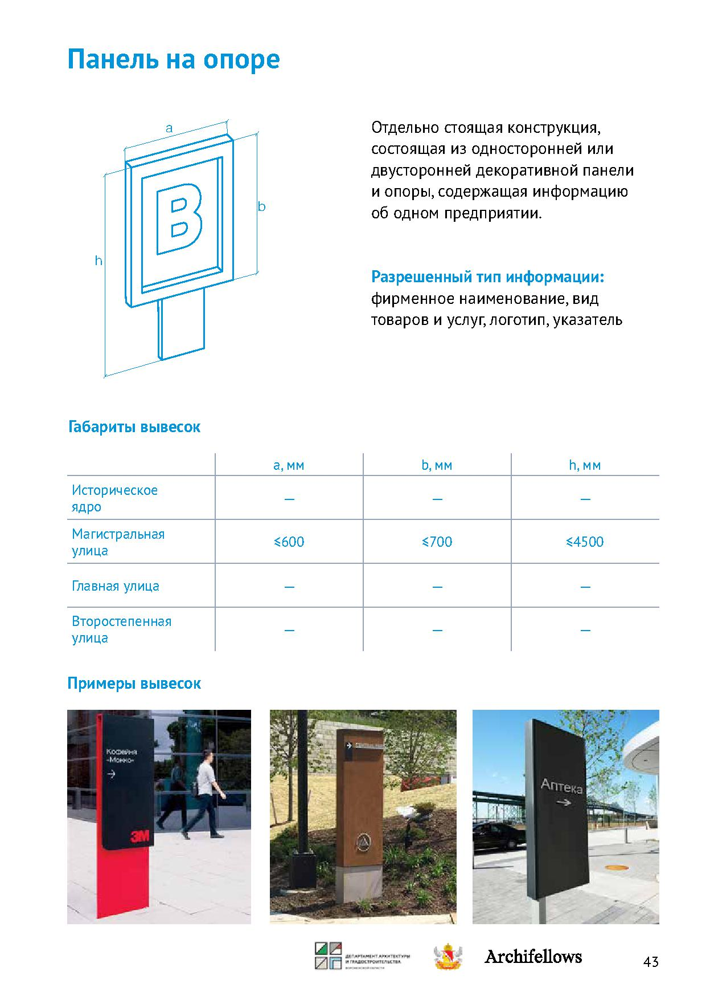 Панель на опоре
a
b
h
B
Отдельно стоящая конструкция,
состоящая из односторонней или
двусторонней декоративной панели
и опоры, содержащая информацию
об одном предприятии.
Разрешенный тип информации:
фирменное наименование, вид
товаров и услуг, логотип, указатель
Габариты вывесок
a, мм b, мм h, мм
Историческое
ядро
— — —
Магистральная
улица
≤600 ≤700 ≤4500
Главная улица — — —
Второстепенная
улица
— — —
Примеры вывесок
Кофейня
«Мокко»
→
3M
→
Аптека
→
ДЕПАРТАМЕНТ АРХИТЕКТУРЫ
И ГРАДОСТРОИТЕЛЬСТВА
ВОРОНЕЖСКОЙ ОБЛАСТИ
Archifellows
43